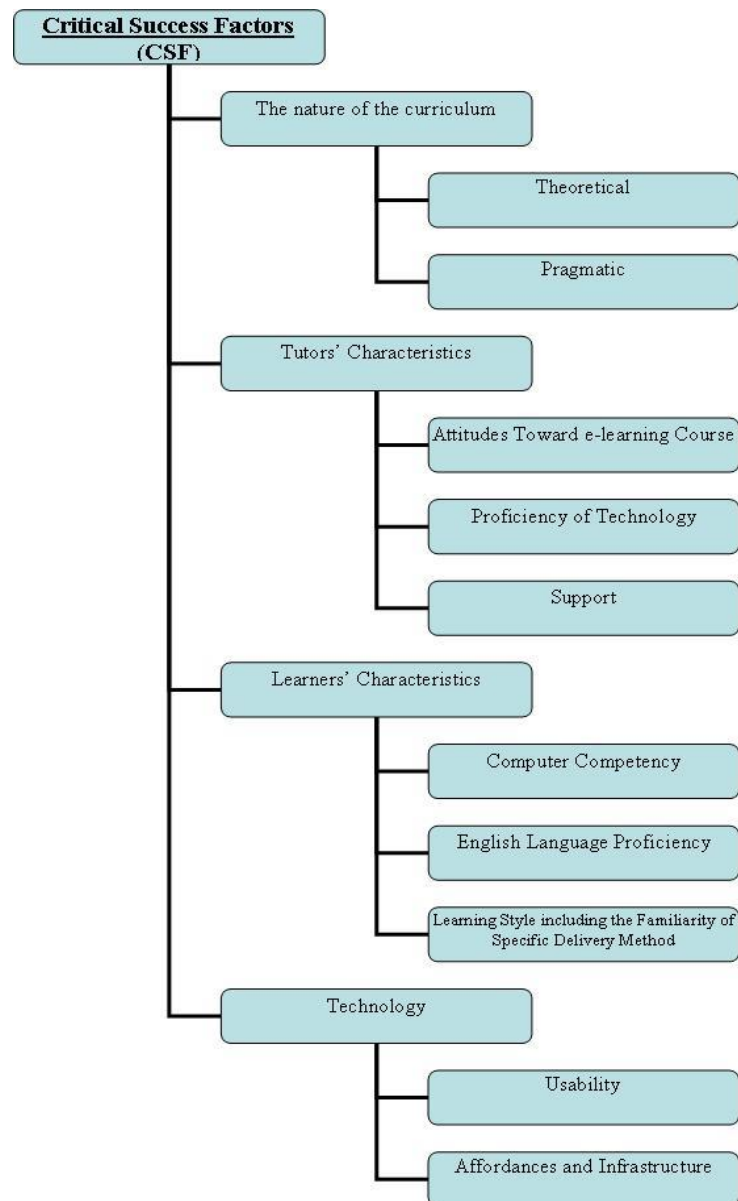 Critical Success Factors
(CSF)
The nature of the curriculum
Theoretical
Pragmatic
Tutors’ Characteristics
Attitudes Toward e-learning Course
Proficiency of Technology
Support
Learners’ Characteristics
Computer Competency
English Language Proficiency
Learning Style including the Familiarity of
Specific Delivery Method
Technology
Usability
Affordances and Infrastructure